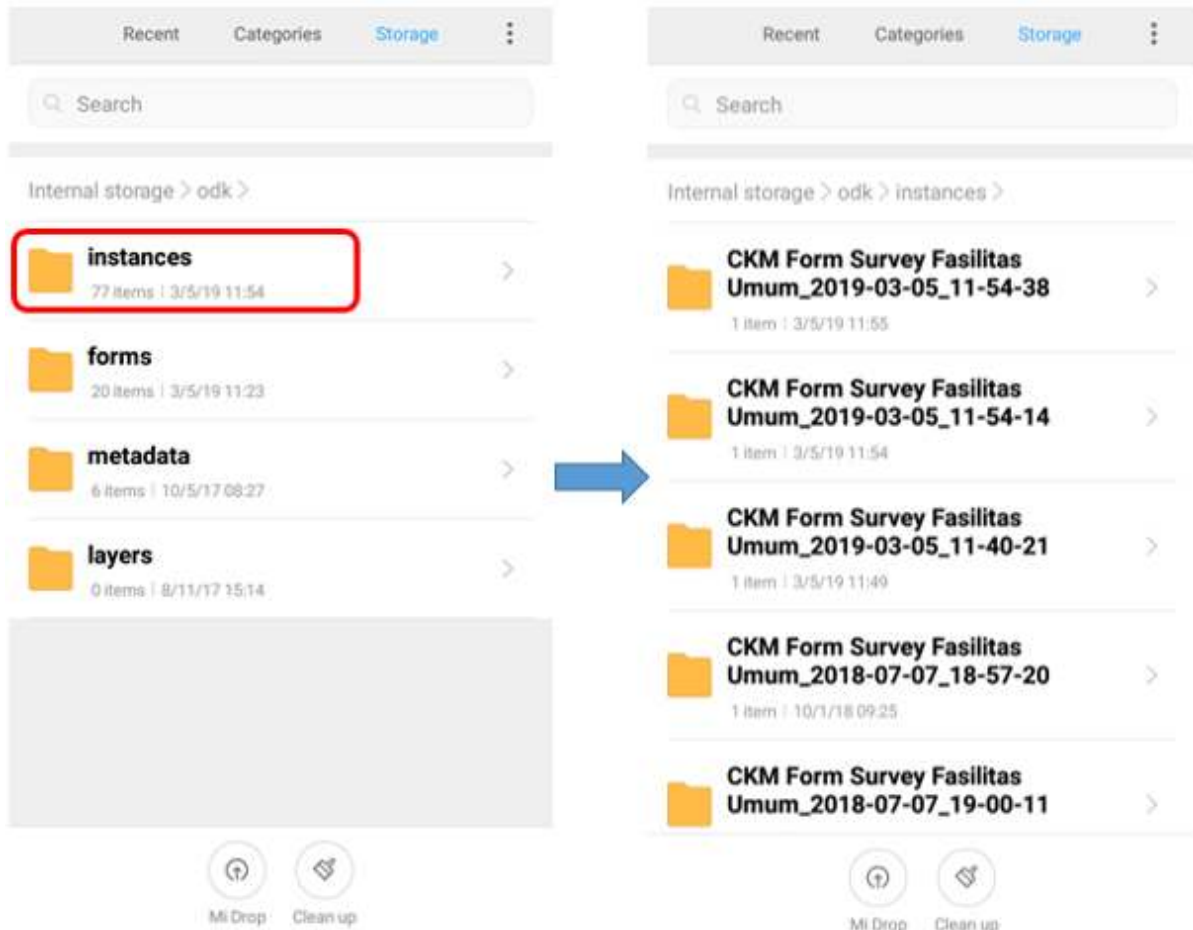 Recent Categories Storage
Search
Internal storage > odk >
instances
77 items | 3/5/19 11:54
forms
20 items | 3/5/19 11:23
metadata
6 items | 10/5/17 08:27
layers
0 items | 8/11/17 15:14
Mi Drop Clean up
Recent Categories Storage
Search
Internal storage > odk > instances >
CKM Form Survey Fasilitas
Umum_2019-03-05_11-54-38
1 item | 3/5/19 11:55
CKM Form Survey Fasilitas
Umum_2019-03-05_11-54-14
1 item | 3/5/19 11:54
CKM Form Survey Fasilitas
Umum_2019-03-05_11-40-21
1 item | 3/5/19 11:49
CKM Form Survey Fasilitas
Umum_2018-07-07_18-57-20
1 item | 10/1/18 09:25
CKM Form Survey Fasilitas
Umum_2018-07-07_19-00-11
Mi Drop Clean up